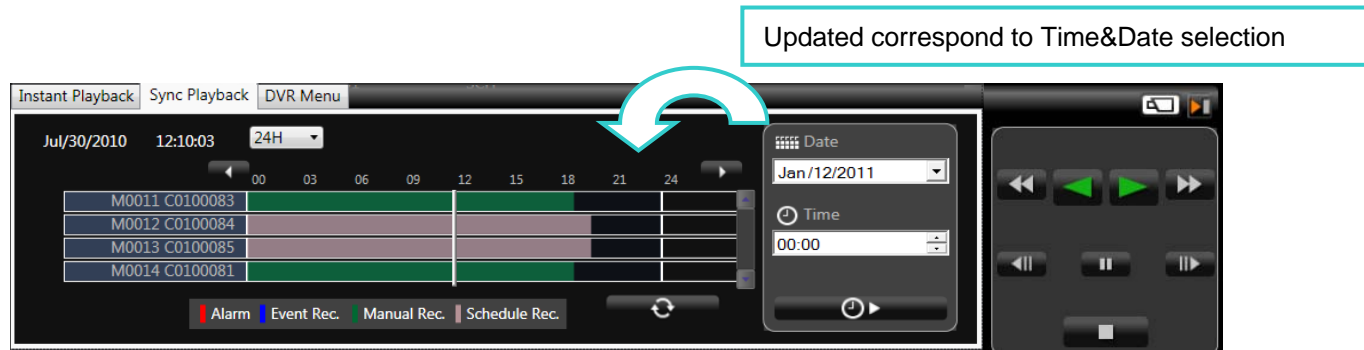 Updated correspond to Time&Date selection
Instant Playback Sync Playback DVR Menu
Jul/30/2010 12:10:03 24H
Date
Jan/12/2011
00 03 06 09 12 15 18 21 24
M0011 C0100083
M0012 C0100084
M0013 C0100085
M0014 C0100081
Time
00:00
Alarm Event Rec. Manual Rec. Schedule Rec.